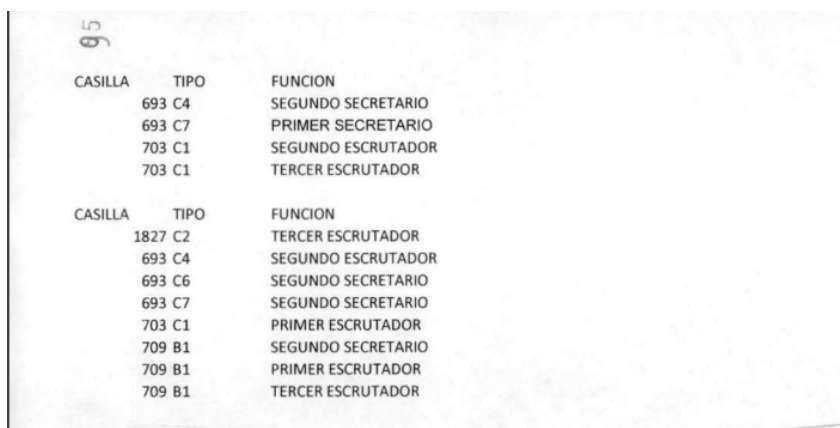 95
CASILLA TIPO FUNCION
693 C4 SEGUNDO SECRETARIO
693 C7 PRIMER SECRETARIO
703 C1 SEGUNDO ESCRUTADOR
703 C1 TERCER ESCRUTADOR
CASILLA TIPO FUNCION
1827 C2 TERCER ESCRUTADOR
693 C4 SEGUNDO ESCRUTADOR
693 C6 SEGUNDO SECRETARIO
693 C7 SEGUNDO SECRETARIO
703 C1 PRIMER ESCRUTADOR
709 B1 SEGUNDO SECRETARIO
709 B1 PRIMER ESCRUTADOR
709 B1 TERCER ESCRUTADOR